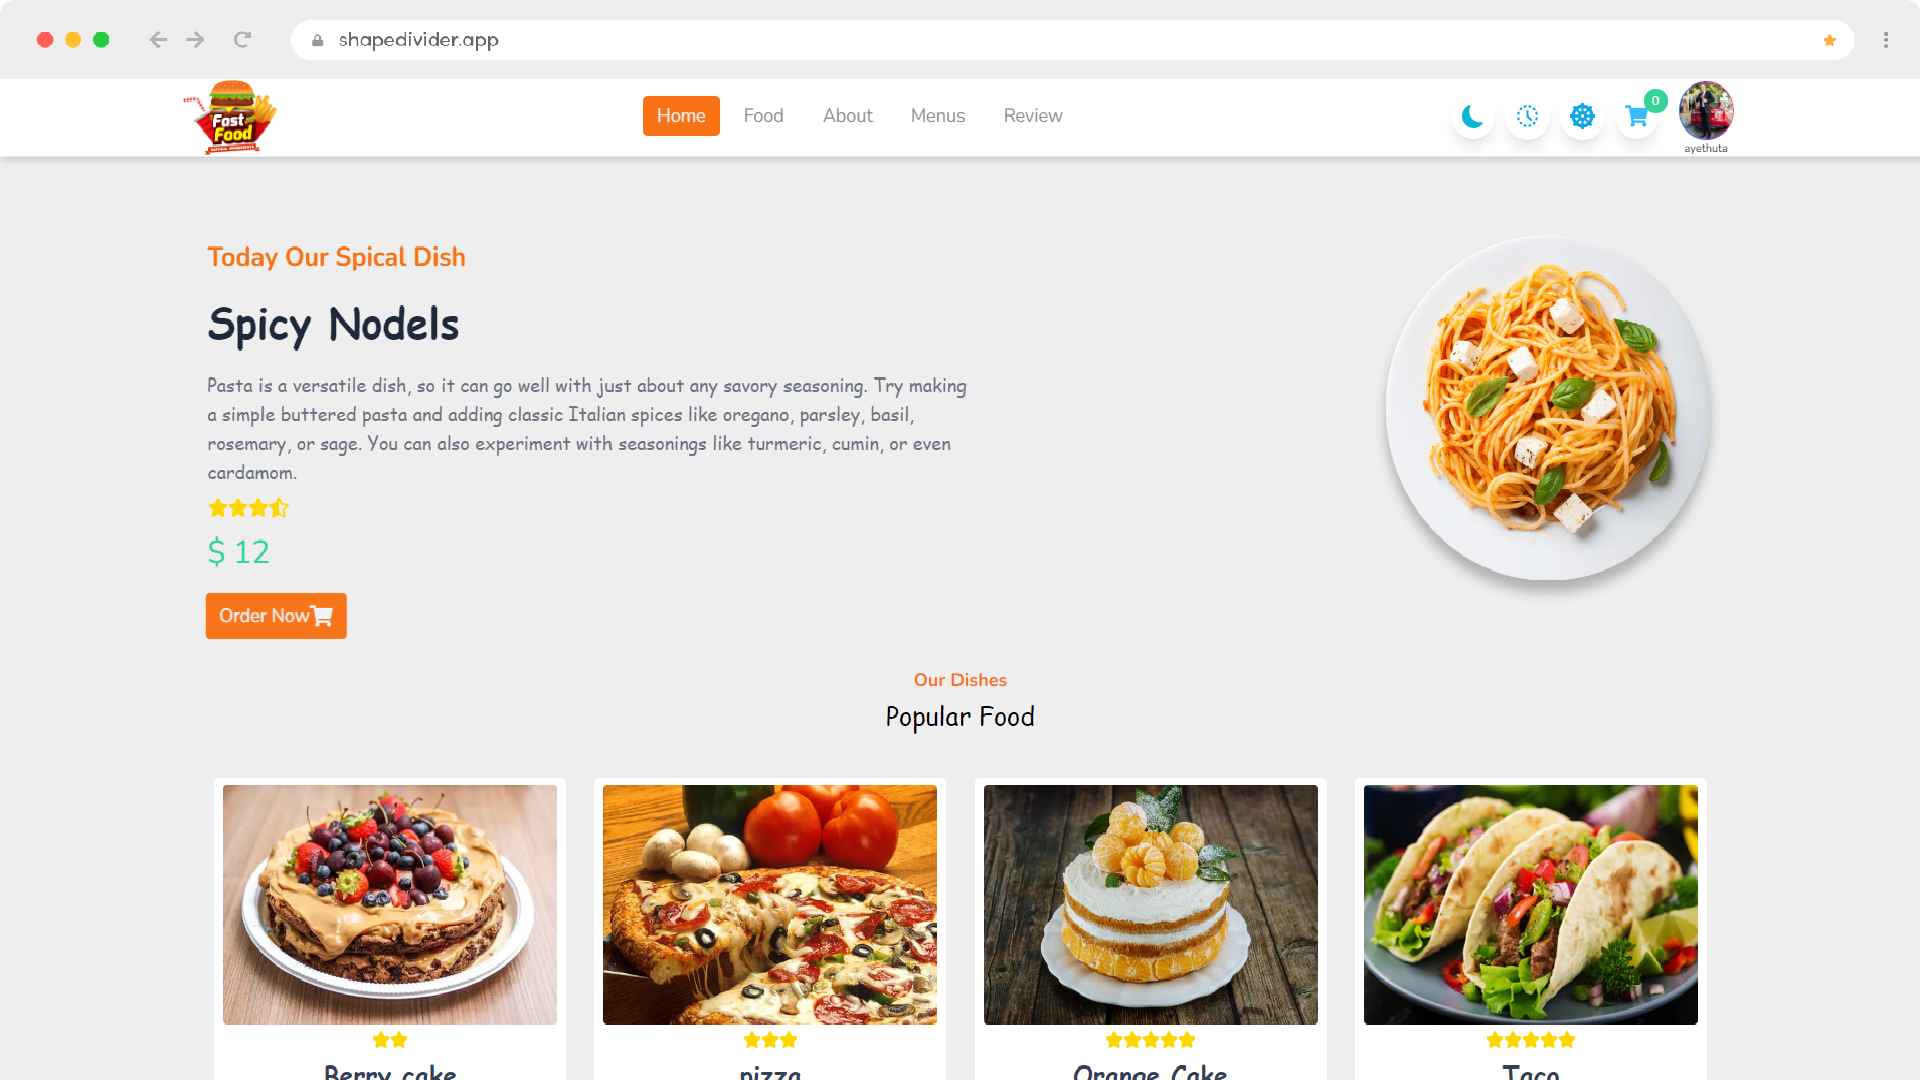 shapedivider.app
Fast
Food
Home Food About Menus Review
0
ayethuta
Today Our Spical Dish
Spicy Nodels
Pasta is a versatile dish, so it can go well with just about any savory seasoning. Try making
a simple buttered pasta and adding classic Italian spices like oregano, parsley, basil,
rosemary, or sage. You can also experiment with seasonings like turmeric, cumin, or even
cardamom.
$ 12
Order Now
Our Dishes
Popular Food
Berry cake
pizza
Orange Cake
Taco